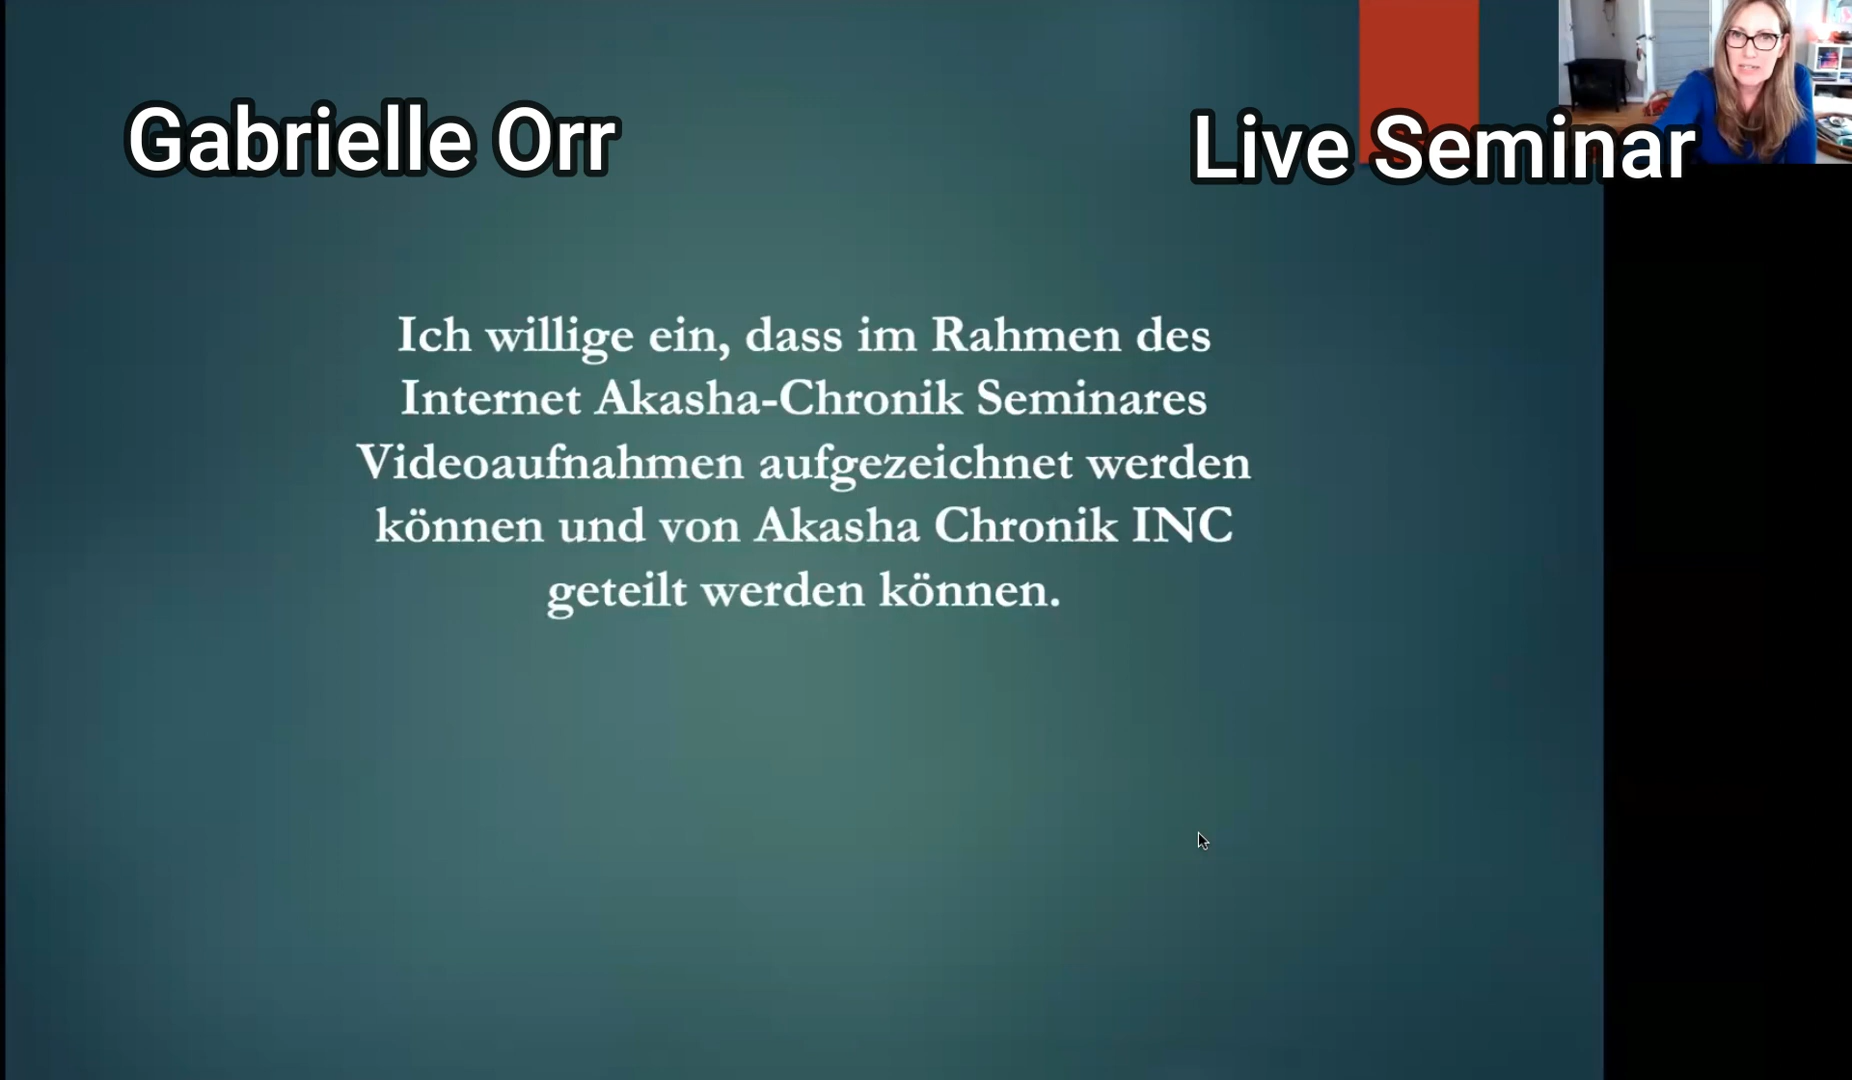 Gabrielle Orr
Live Seminar
Ich willige ein, dass im Rahmen des
Internet Akasha-Chronik Seminares
Videoaufnahmen aufgezeichnet werden
können und von Akasha Chronik INC
geteilt werden können.